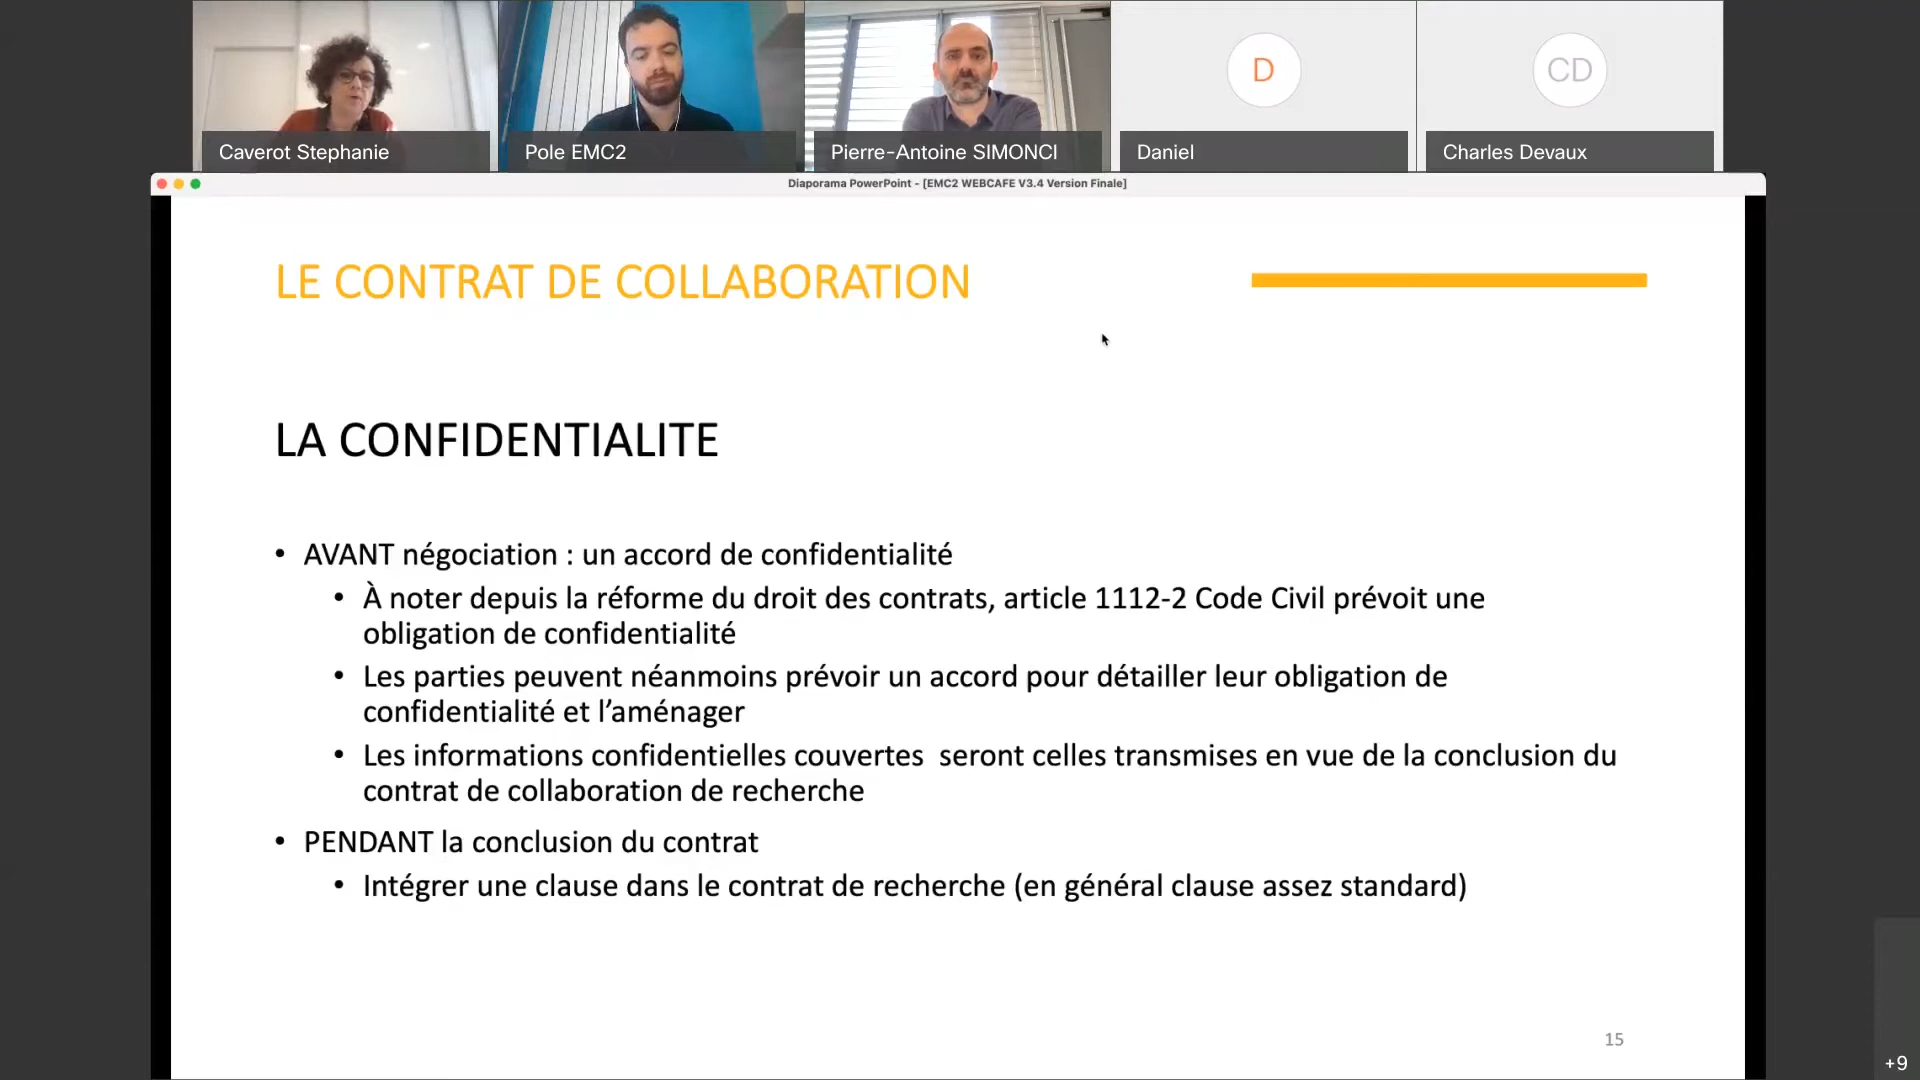 Caverot Stephanie
Pole EMC2
Pierre-Antoine SIMONCI
D
Daniel
CD
Charles Devaux
Diaporama PowerPoint - [EMC2 WEBCAFE V3.4 Version Finale]
LE CONTRAT DE COLLABORATION
LA CONFIDENTIALITE
• AVANT négociation : un accord de confidentialité
• À noter depuis la réforme du droit des contrats, article 1112-2 Code Civil prévoit une
obligation de confidentialité
• Les parties peuvent néanmoins prévoir un accord pour détailler leur obligation de
confidentialité et l’aménager
• Les informations confidentielles couvertes  seront celles transmises en vue de la conclusion du
contrat de collaboration de recherche
• PENDANT la conclusion du contrat
• Intégrer une clause dans le contrat de recherche (en général clause assez standard)
15
+9